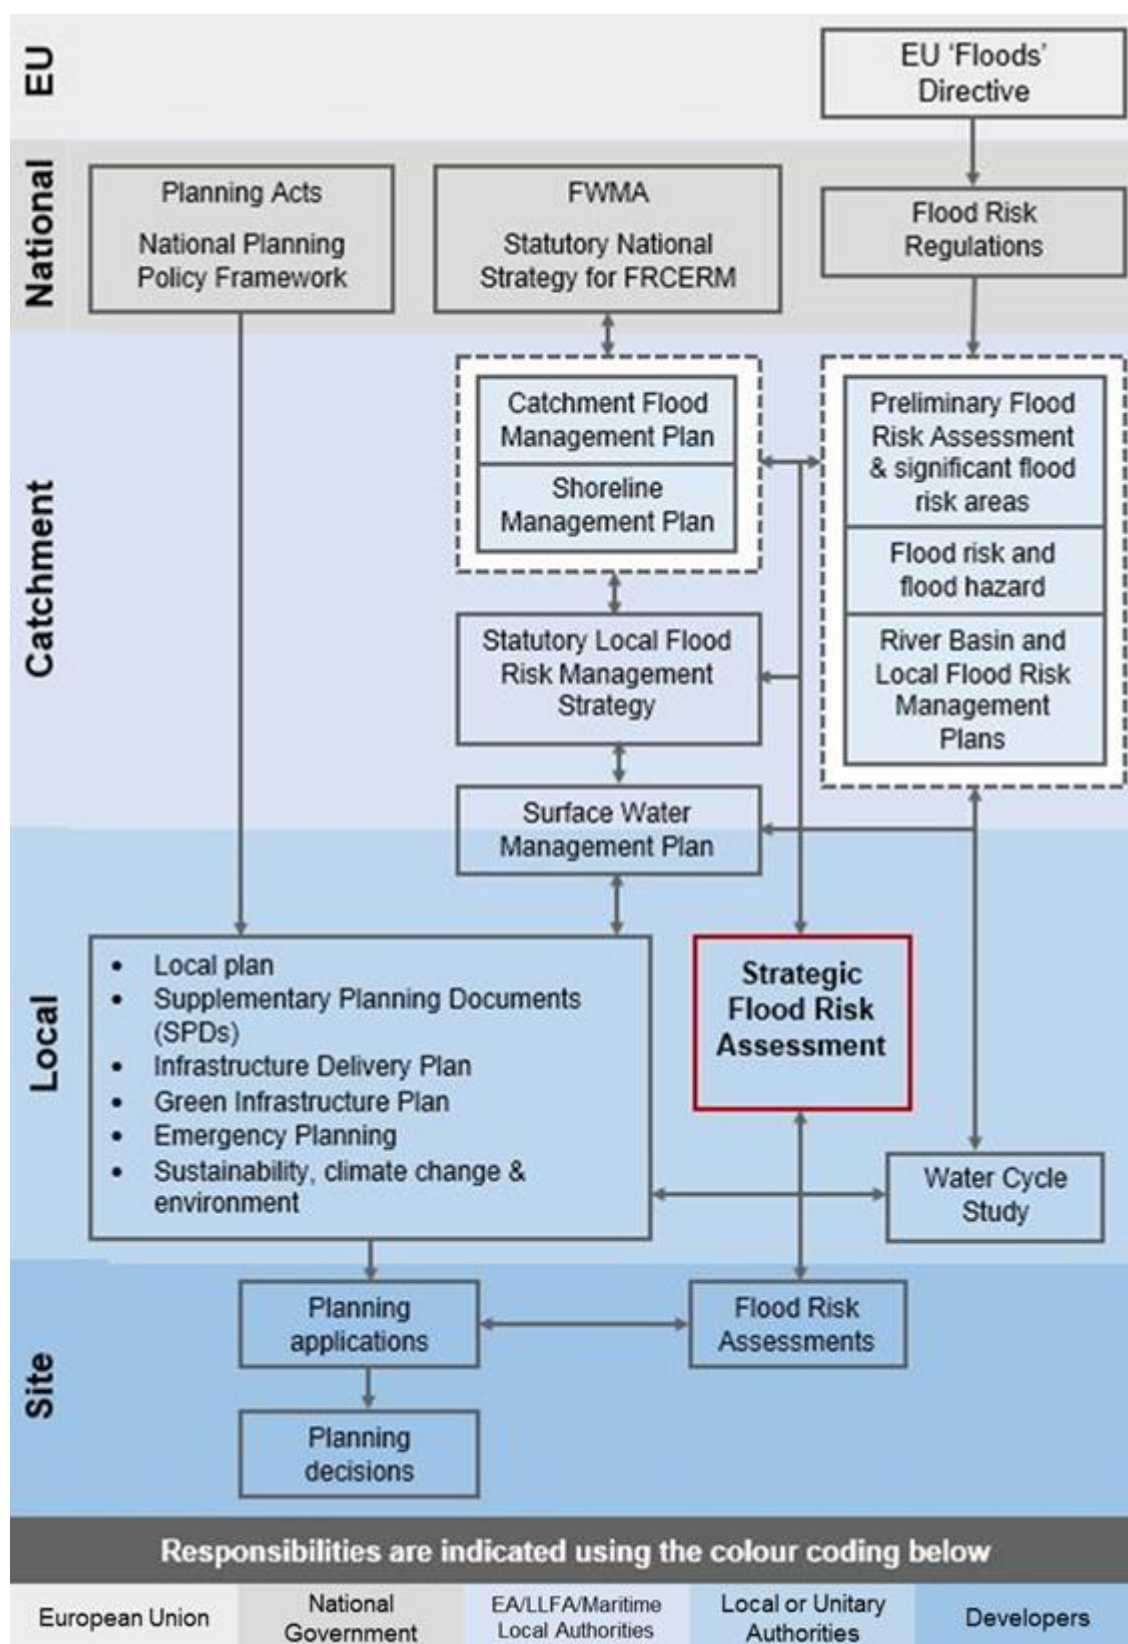 EU
EU ‘Floods’
Directive
National
Planning Acts
National Planning
Policy Framework
FWMA
Statutory National
Strategy for FRCERM
Flood Risk
Regulations
Catchment
Catchment Flood
Management Plan
Shoreline
Management Plan
Preliminary Flood
Risk Assessment
& significant flood
risk areas
Flood risk and
flood hazard
River Basin and
Local Flood Risk
Management
Plans
Statutory Local Flood
Risk Management
Strategy
Surface Water
Management Plan
Local
• Local plan
• Supplementary Planning Documents
(SPDs)
• Infrastructure Delivery Plan
• Green Infrastructure Plan
• Emergency Planning
• Sustainability, climate change &
environment
Strategic
Flood Risk
Assessment
Water Cycle
Study
Site
Planning
applications
Flood Risk
Assessments
Planning
decisions
Responsibilities are indicated using the colour coding below
European Union
National
Government
EA/LLFA/Maritime
Local Authorities
Local or Unitary
Authorities
Developers